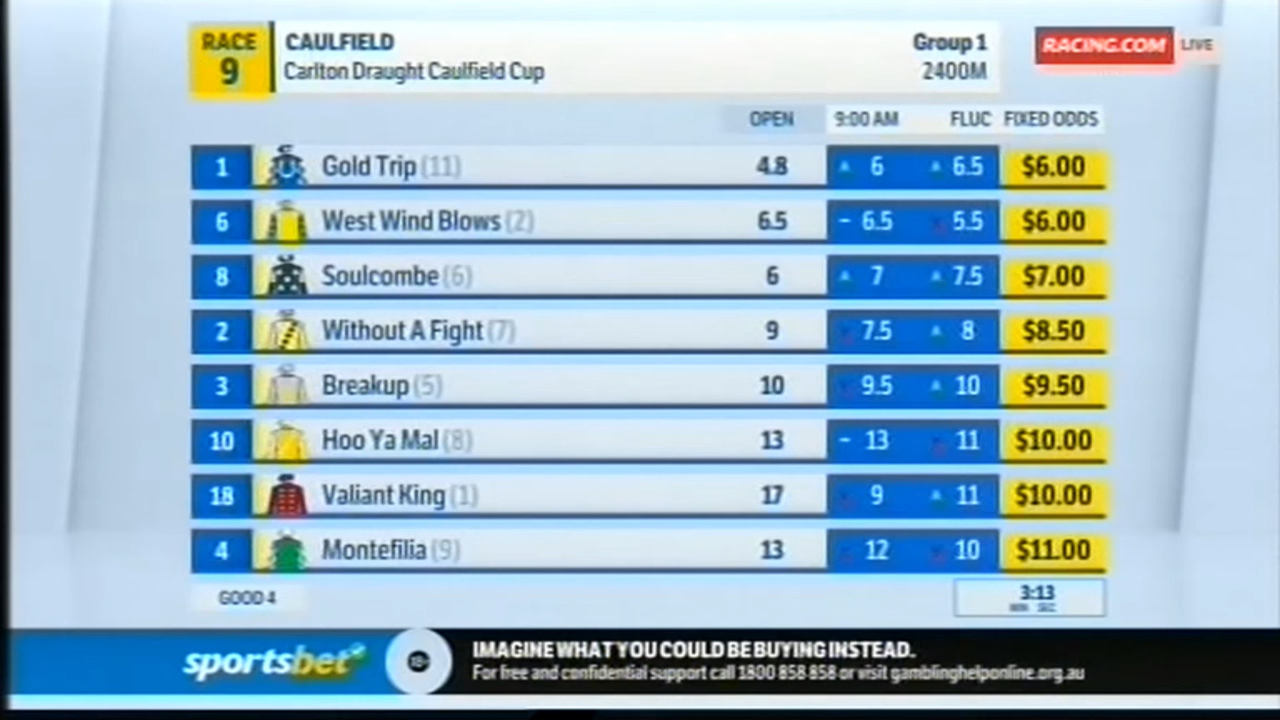 RACE 9 CAULFIELD Group 1
Carlton Draught Caulfield Cup 2400M
RACING.COM LIVE
OPEN 9:00 AM FLUC FIXED ODDS
1 Gold Trip (11) 4.8 6 6.5 $6.00
6 West Wind Blows (2) 6.5 - 6.5 5.5 $6.00
8 Soulcombe (6) 6 7 7.5 $7.00
2 Without A Fight (7) 9 7.5 8 $8.50
3 Breakup (5) 10 9.5 10 $9.50
10 Hoo Ya Mal (8) 13 - 13 11 $10.00
18 Valiant King (1) 17 9 11 $10.00
4 Montefilia (9) 13 12 10 $11.00
GOOD 4 3:13
MIN SEC
sportsbet 18+ IMAGINE WHAT YOU COULD BE BUYING INSTEAD.
For free and confidential support call 1800 858 858 or visit gamblinghelponline.org.au